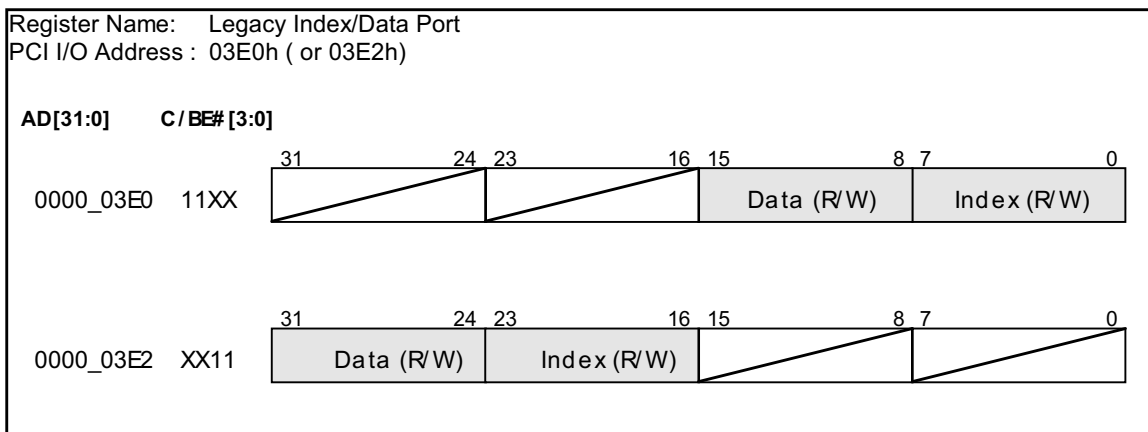 Register Name: Legacy Index/Data Port
PCI I/O Address : 03E0h ( or 03E2h)
AD[31:0] C/BE#[3:0]
31 24 23 16 15 8 7 0
0000_03E0 11XX Data (R/W) Index (R/W)
31 24 23 16 15 8 7 0
0000_03E2 XX11 Data (R/W) Index (R/W)